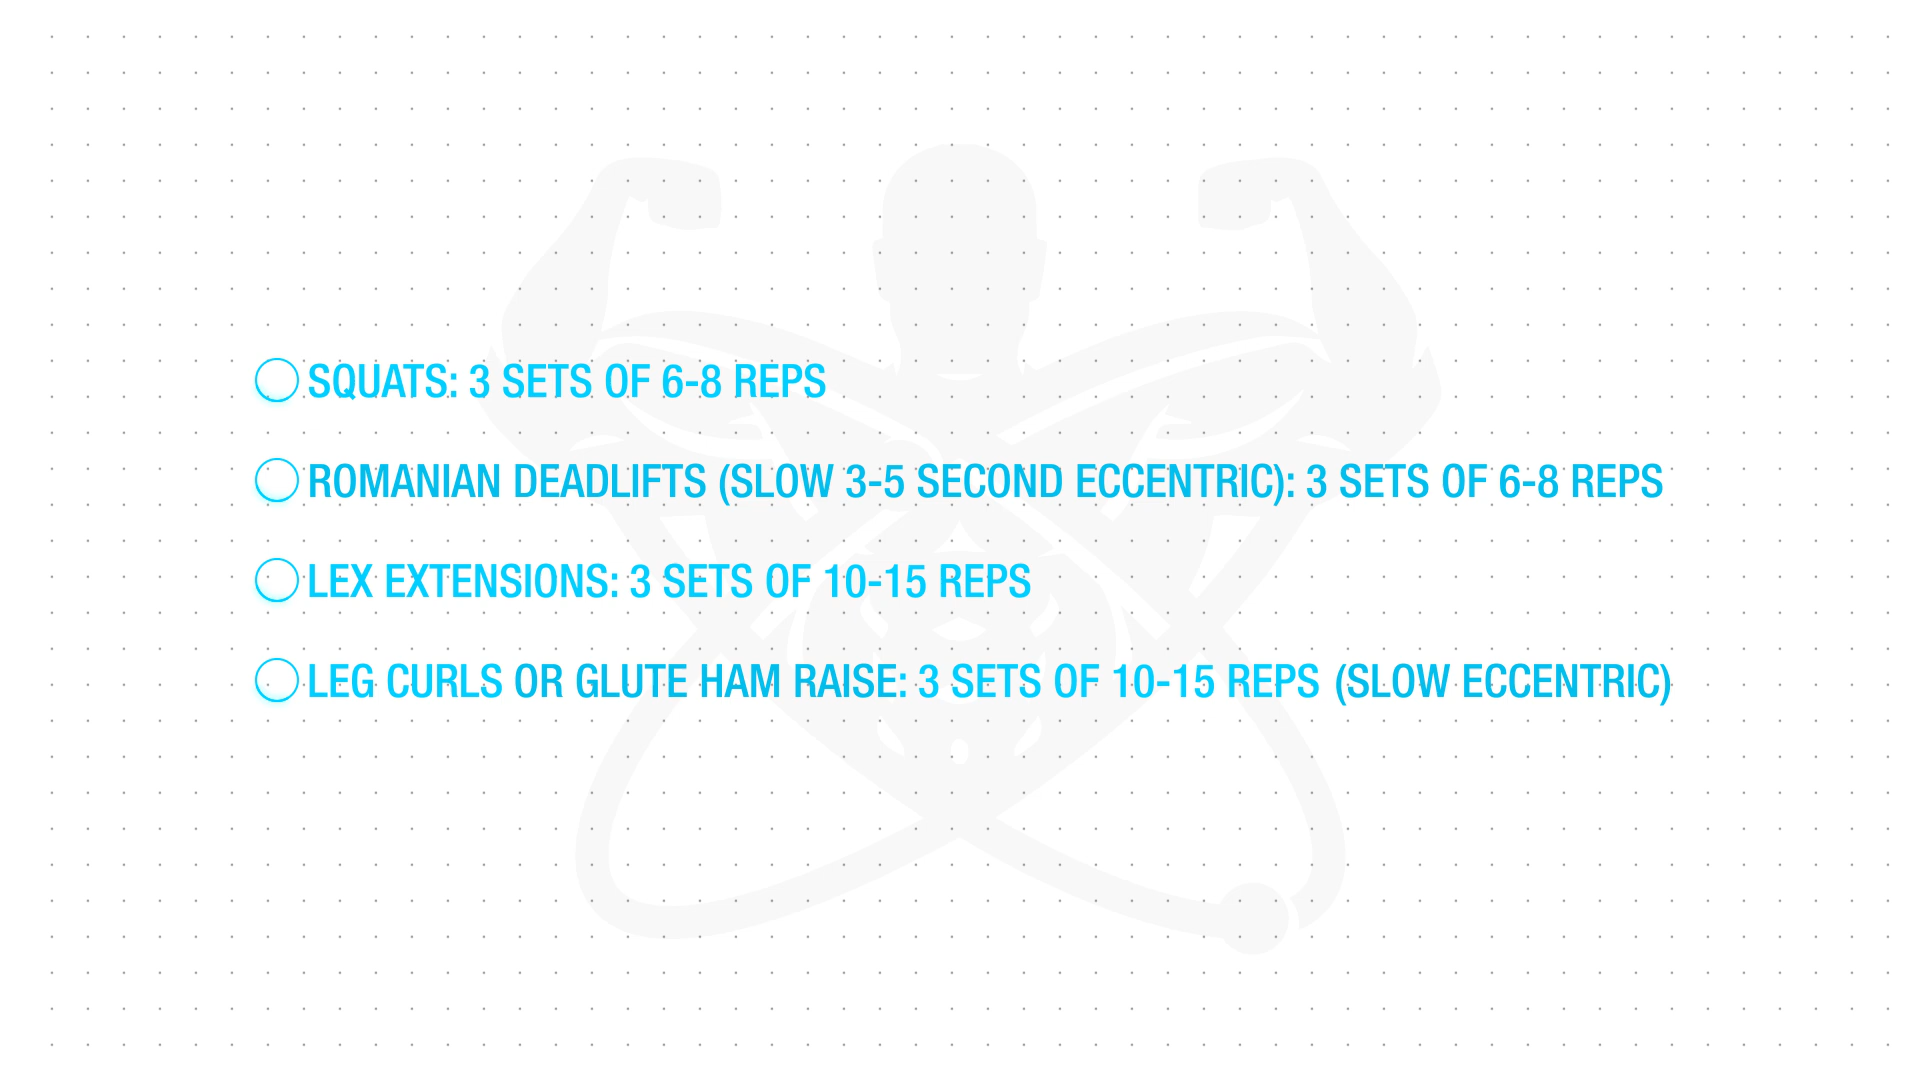 SQUATS: 3 SETS OF 6-8 REPS
ROMANIAN DEADLIFTS (SLOW 3-5 SECOND ECCENTRIC): 3 SETS OF 6-8 REPS
LEX EXTENSIONS: 3 SETS OF 10-15 REPS
LEG CURLS OR GLUTE HAM RAISE: 3 SETS OF 10-15 REPS (SLOW ECCENTRIC)